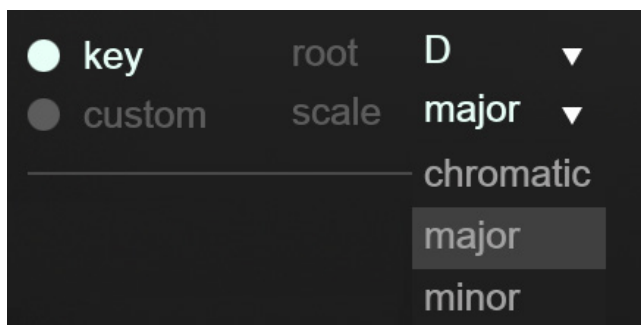 key root D
custom scale major
chromatic
major
minor